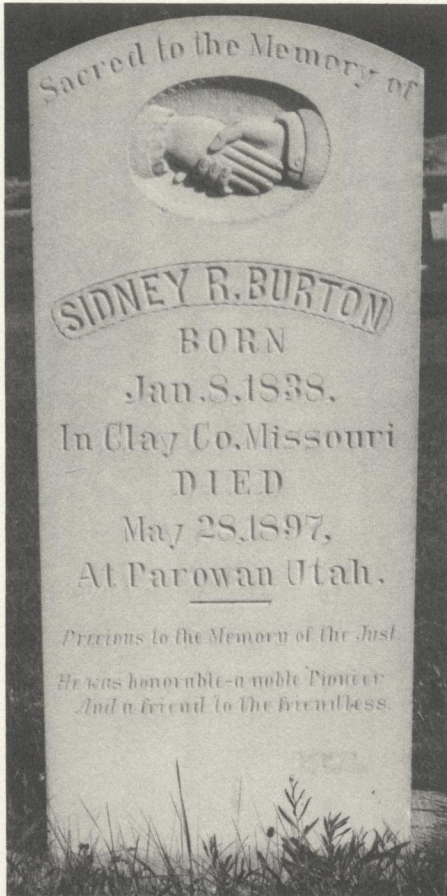 Sacred to the Memory of
SIDNEY R. BURTON
BORN
Jan. 8, 1838,
In Clay Co, Missouri
DIED
May 28, 1897,
At Parowan Utah.
Precious to the Memory of the Just
He was honorable-a noble Pioneer
And a friend to the friendless.